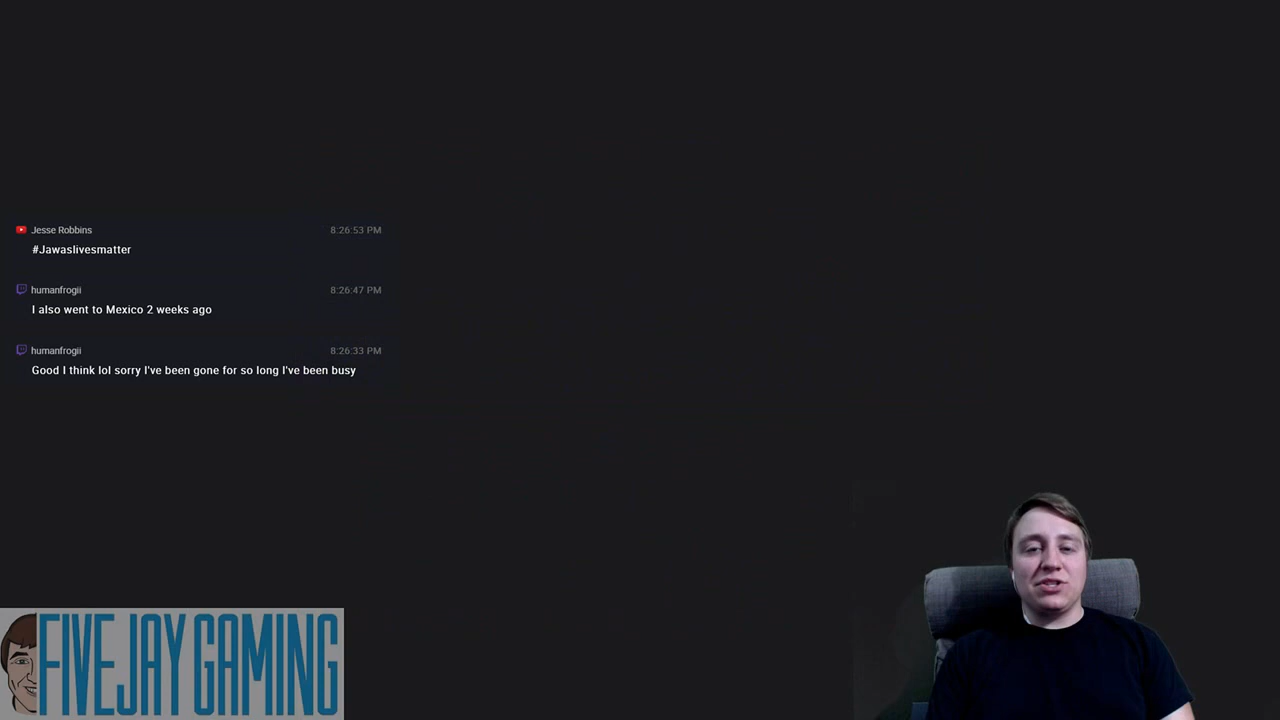 Jesse Robbins 8:26:53 PM
#Jawaslivesmatter
humanfrogii 8:26:47 PM
I also went to Mexico 2 weeks ago
humanfrogii 8:26:33 PM
Good I think lol sorry I've been gone for so long I've been busy
FIVEJAY GAMING